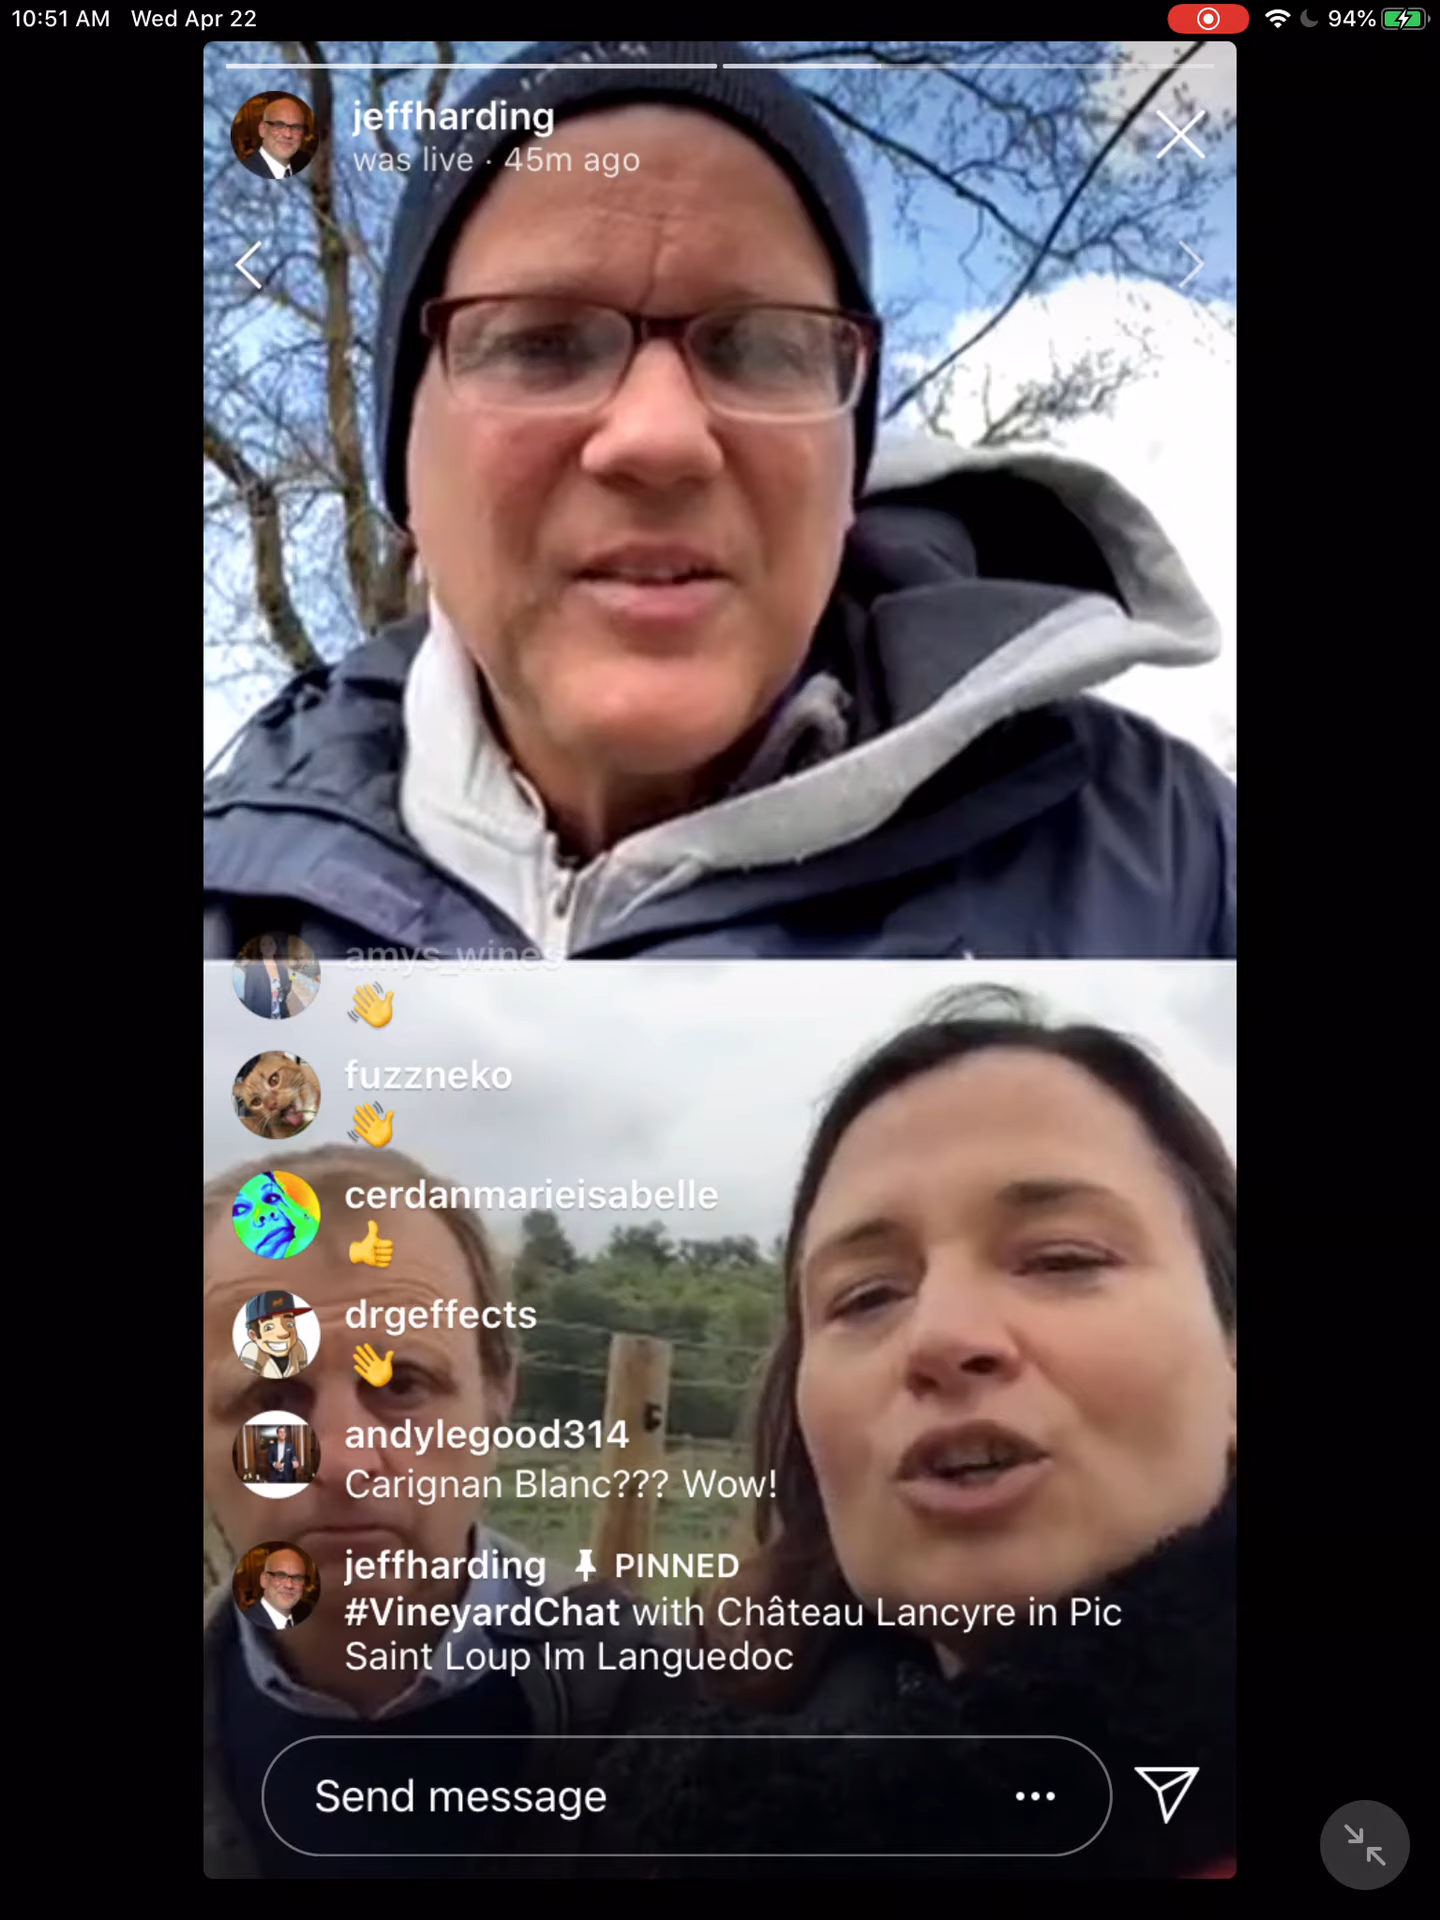 10:51 AM Wed Apr 22
94%
jeffharding
was live · 45m ago
amys_wines
fuzzneko
cerdanmarieisabelle
drgeffects
andylegood314
Carignan Blanc??? Wow!
jeffharding PINNED
#VineyardChat with Château Lancyre in Pic
Saint Loup Im Languedoc
Send message